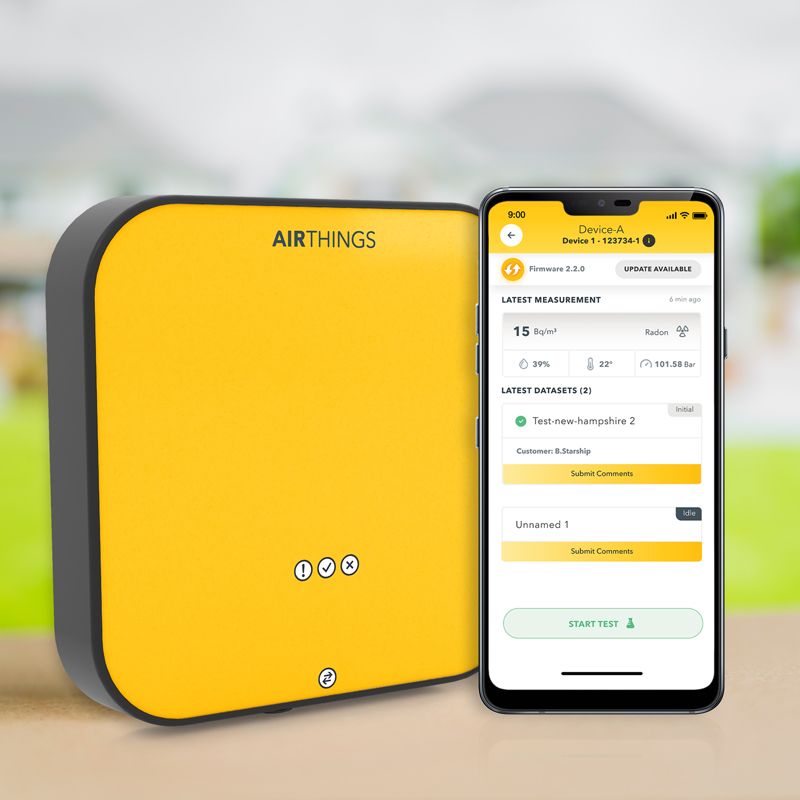 AIRTHINGS
9:00
Device-A
Device 1 - 123734-1
Firmware 2.2.0
UPDATE AVAILABLE
LATEST MEASUREMENT
6 min ago
15 Bq/m³
Radon
39%
22°
101.58 Bar
LATEST DATASETS (2)
Initial
Test-new-hampshire 2
Customer: B.Starship
Submit Comments
Idle
Unnamed 1
Submit Comments
START TEST